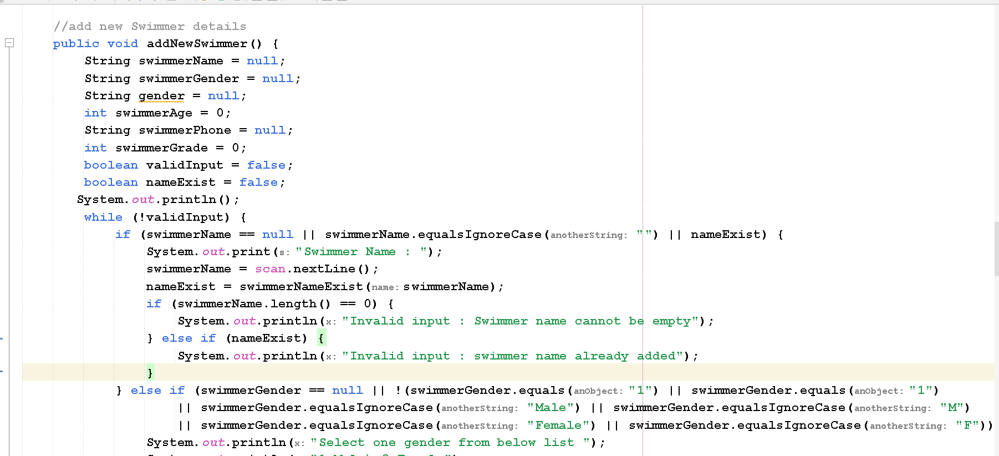 //add new Swimmer details
public void addNewSwimmer() {
String swimmerName = null;
String swimmerGender = null;
String gender = null;
int swimmerAge = 0;
String swimmerPhone = null;
int swimmerGrade = 0;
boolean validInput = false;
boolean nameExist = false;
System.out.println();
while (!validInput) {
if (swimmerName == null || swimmerName.equalsIgnoreCase(anotherString: "") || nameExist) {
System.out.print(s: "Swimmer Name : ");
swimmerName = scan.nextLine();
nameExist = swimmerNameExist(name: swimmerName);
if (swimmerName.length() == 0) {
System.out.println(x: "Invalid input : Swimmer name cannot be empty");
} else if (nameExist) {
System.out.println(x: "Invalid input : swimmer name already added");
}
} else if (swimmerGender == null || !(swimmerGender.equals(anObject: "1") || swimmerGender.equals(anObject: "1")
|| swimmerGender.equalsIgnoreCase(anotherString: "Male") || swimmerGender.equalsIgnoreCase(anotherString: "M")
|| swimmerGender.equalsIgnoreCase(anotherString: "Female") || swimmerGender.equalsIgnoreCase(anotherString: "F"))
System.out.println(x: "Select one gender from below list ");